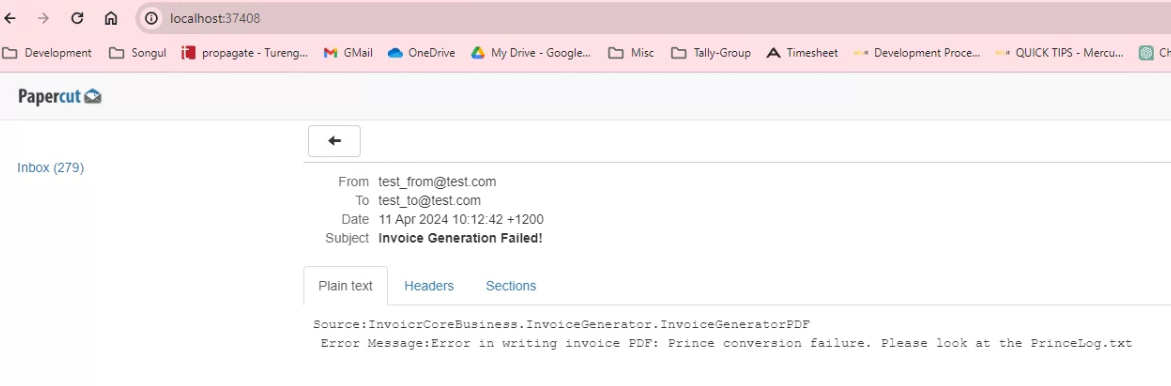 localhost:37408
Development Songul propagate - Tureng... GMail OneDrive My Drive - Google... Misc Tally-Group Timesheet Development Proce... QUICK TIPS - Mercu... Ch
Papercut
Inbox (279)
From test_from@test.com
To test_to@test.com
Date 11 Apr 2024 10:12:42 +1200
Subject Invoice Generation Failed!
Plain text Headers Sections
Source:InvoicrCoreBusiness.InvoiceGenerator.InvoiceGeneratorPDF
Error Message:Error in writing invoice PDF: Prince conversion failure. Please look at the PrinceLog.txt